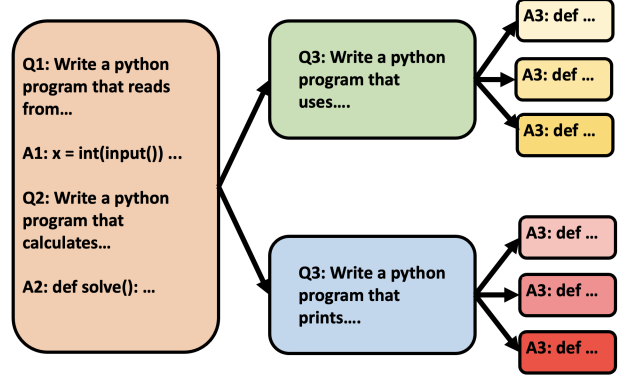 Q1: Write a python
program that reads
from...
A1: x = int(input()) ...
Q2: Write a python
program that
calculates...
A2: def solve(): ...
Q3: Write a python
program that
uses....
A3: def ...
A3: def ...
A3: def ...
Q3: Write a python
program that
prints....
A3: def ...
A3: def ...
A3: def ...